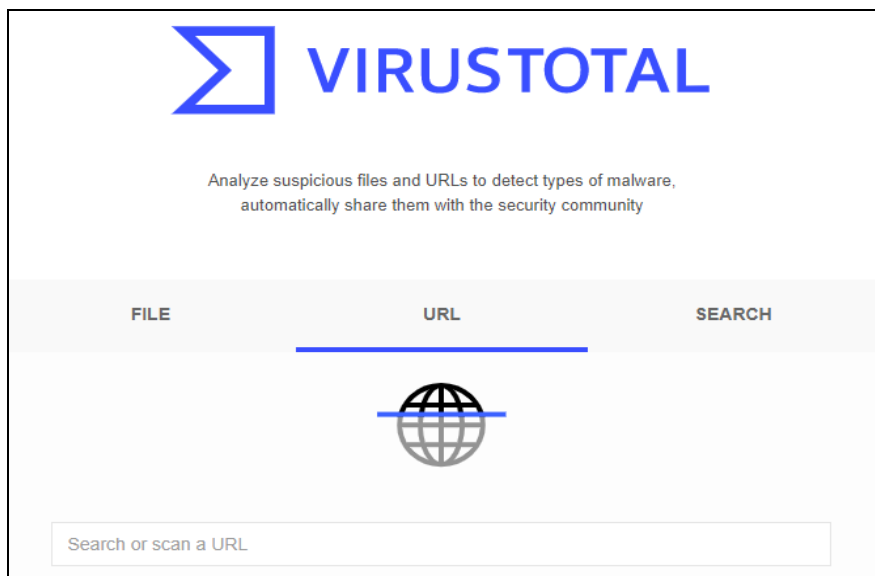 VIRUSTOTAL
Analyze suspicious files and URLs to detect types of malware,
automatically share them with the security community
FILE URL SEARCH
Search or scan a URL